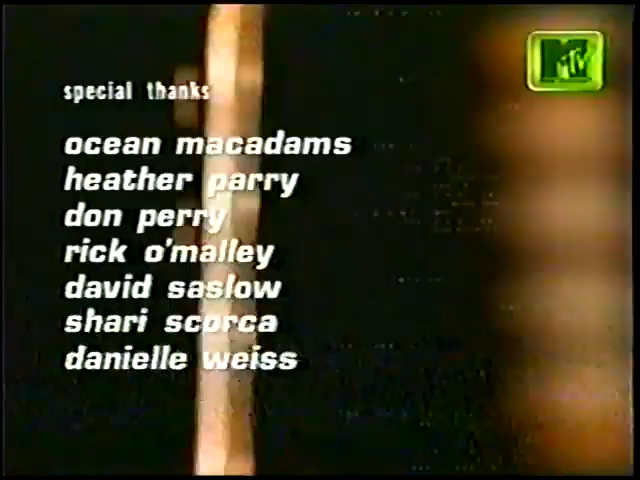 special thanks
MTV
ocean macadams
heather parry
don perry
rick o'malley
david saslow
shari scorca
danielle weiss